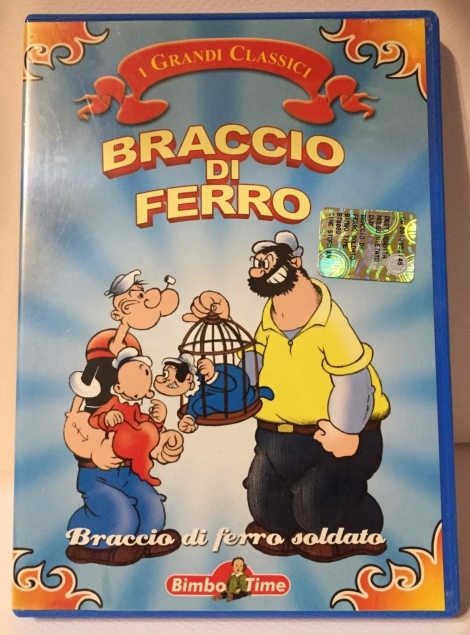 I GRANDI CLASSICI
BRACCIO
DI
FERRO
Braccio di ferro soldato
Bimbo Time